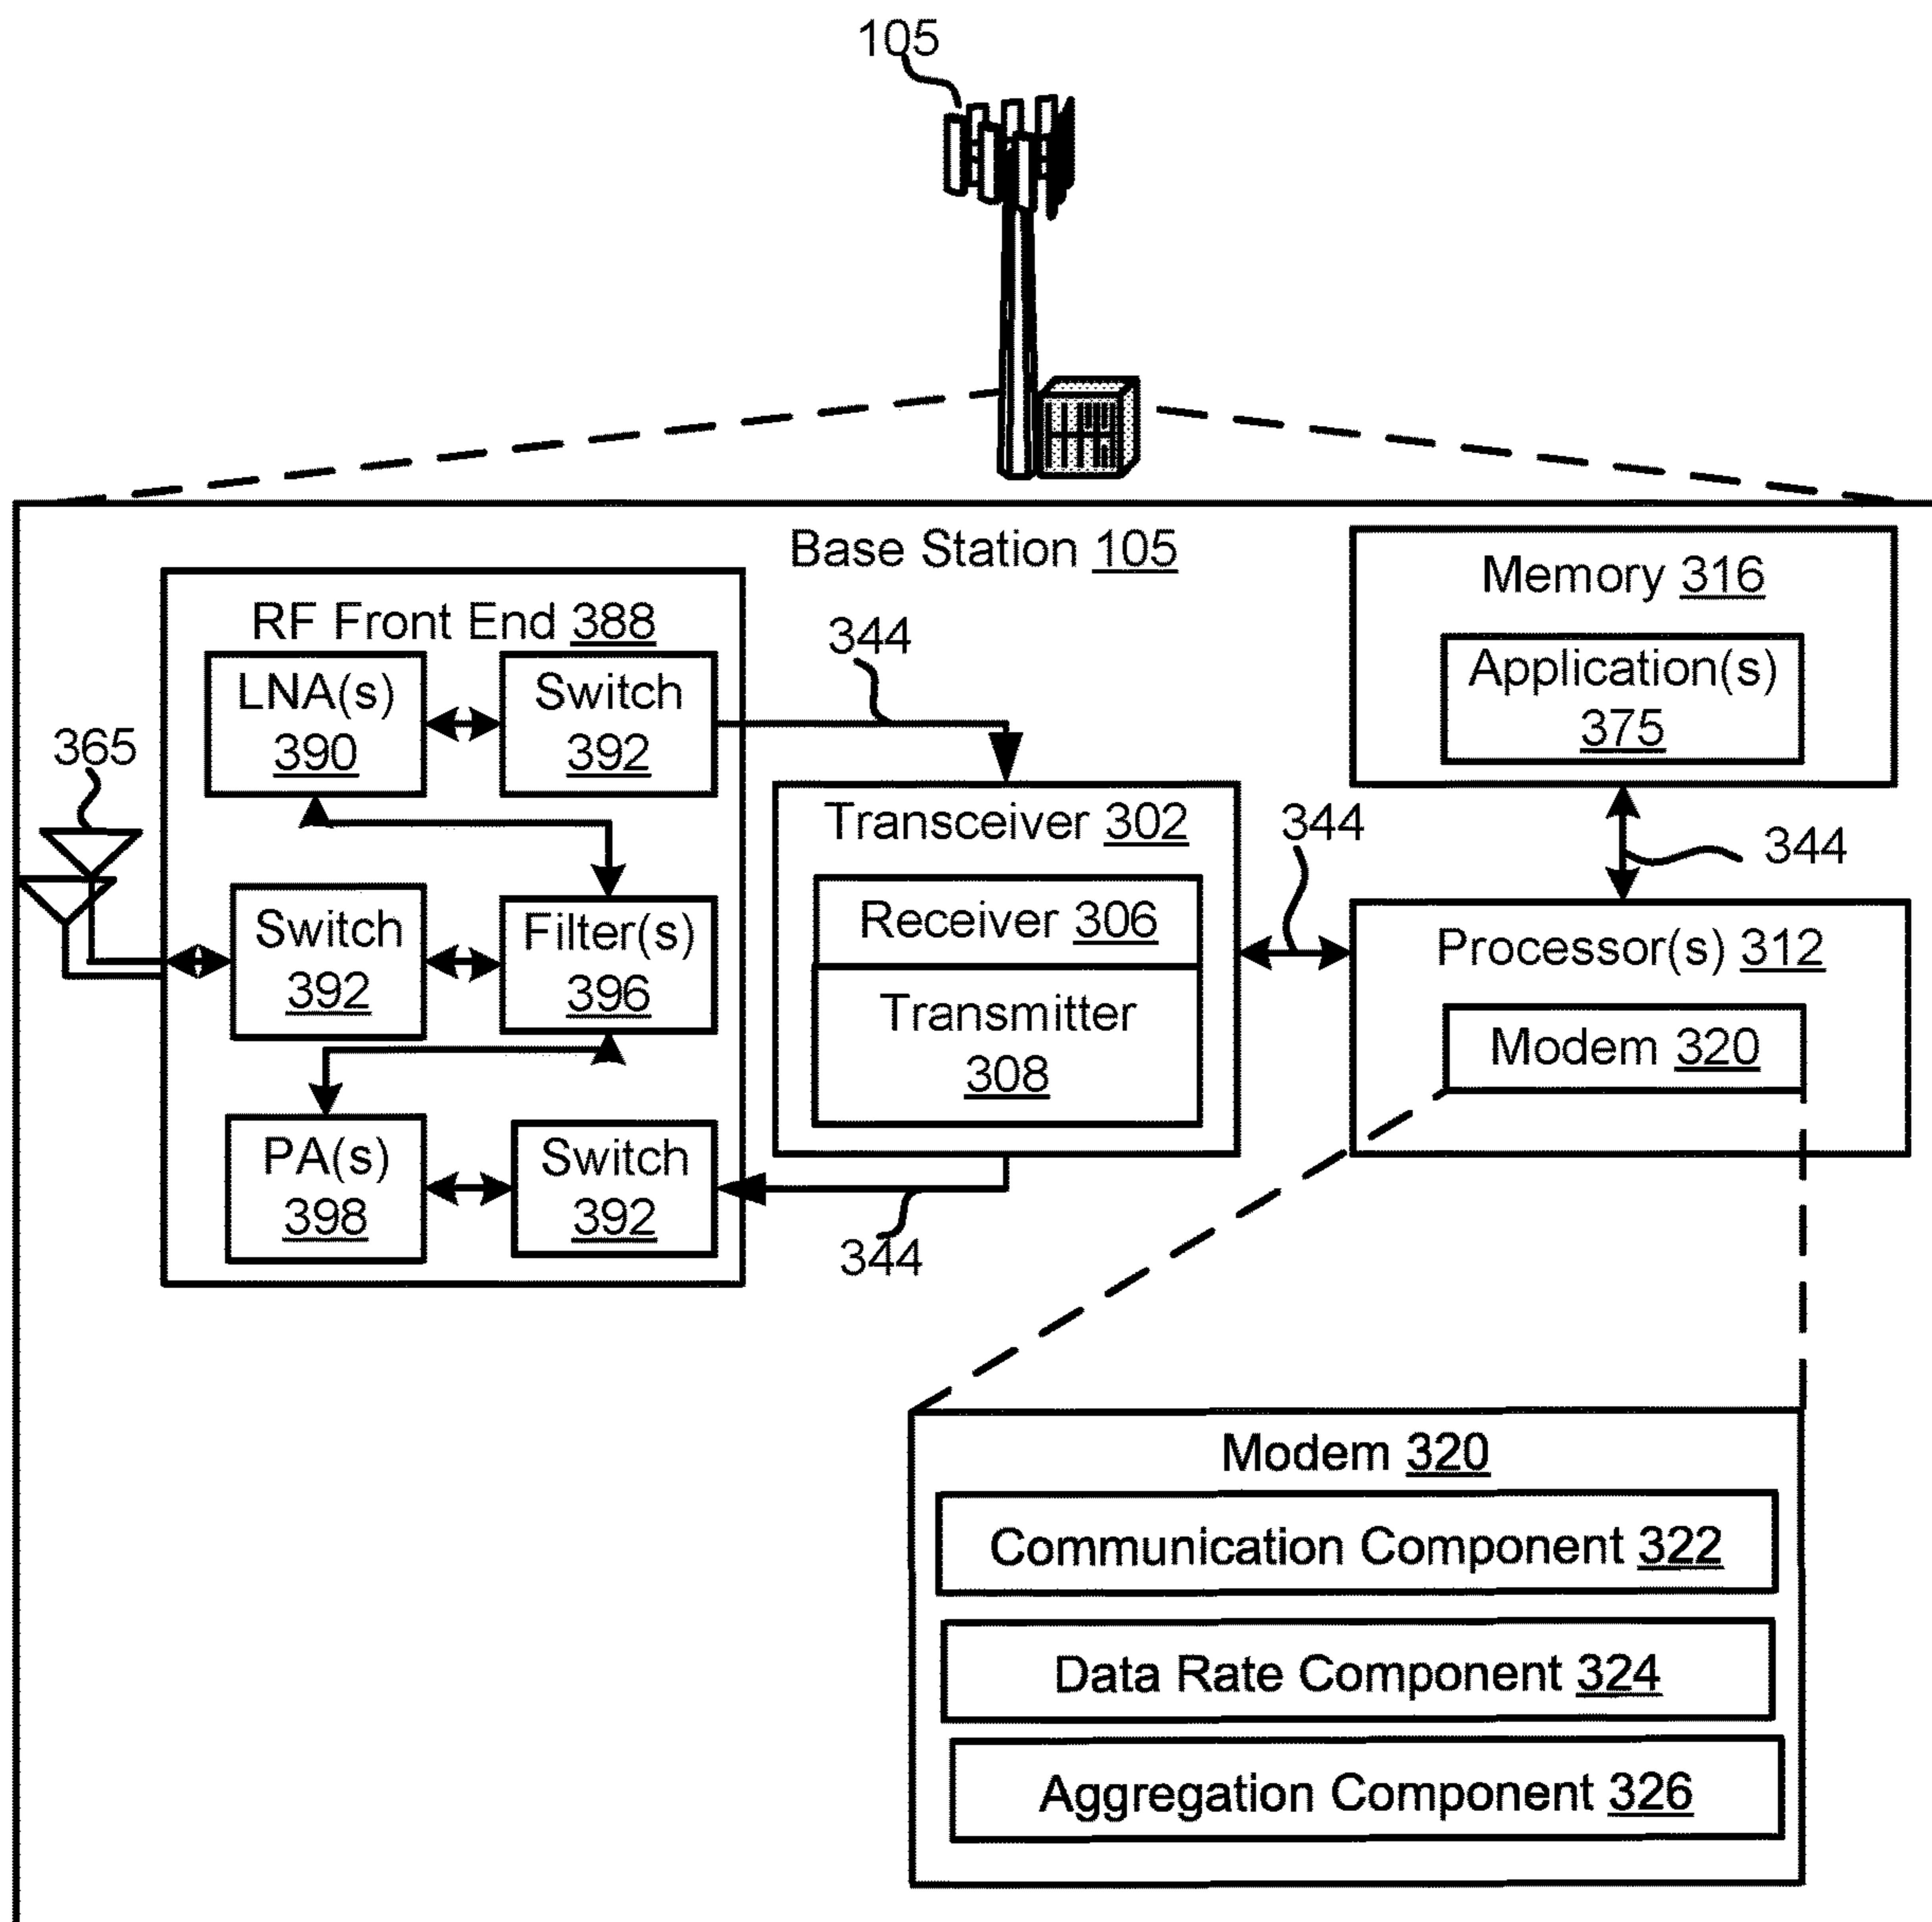 105
Base Station 105
Memory 316
Application(s)
375
RF Front End 388
LNA(s)
390
Switch
392
344
365
Transceiver 302
Receiver 306
Transmitter
308
344
344
Switch
392
Filter(s)
396
Processor(s) 312
Modem 320
PA(s)
398
Switch
392
344
Modem 320
Communication Component 322
Data Rate Component 324
Aggregation Component 326